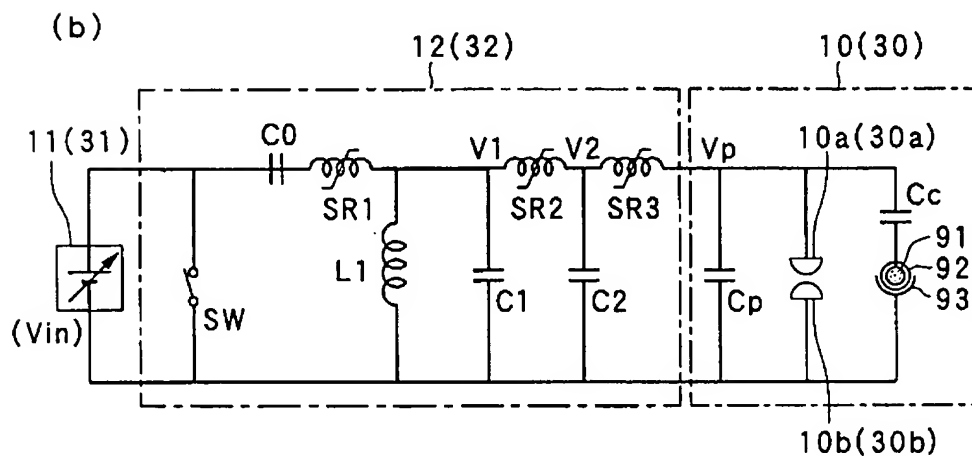 (b)
12(32)
10(30)
11(31)
C0
V1
V2
Vp
10a(30a)
SR1
SR2
SR3
Cc
91
92
93
L1
C1
C2
Cp
SW
(Vin)
10b(30b)